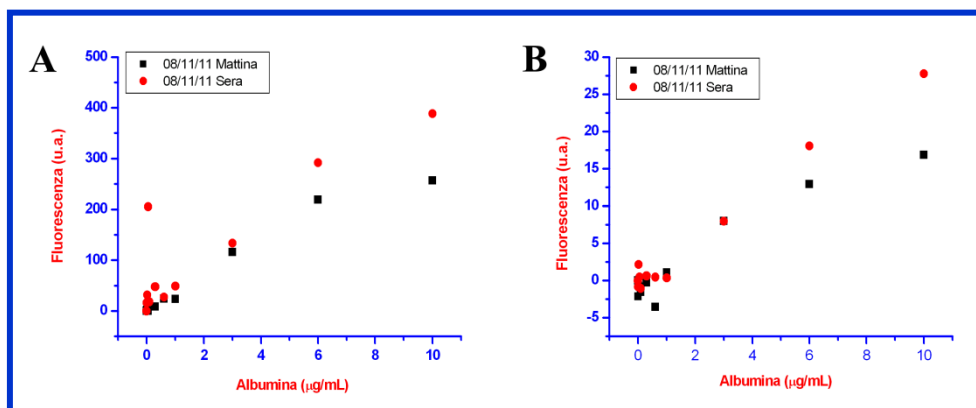 A
08/11/11 Mattina
08/11/11 Sera
Fluorescenza (u.a.)
500
400
300
200
100
0
0 2 4 6 8 10
Albumina (µg/mL)
B
08/11/11 Mattina
08/11/11 Sera
Fluorescenza (u.a.)
30
25
20
15
10
5
0
-5
0 2 4 6 8 10
Albumina (µg/mL)